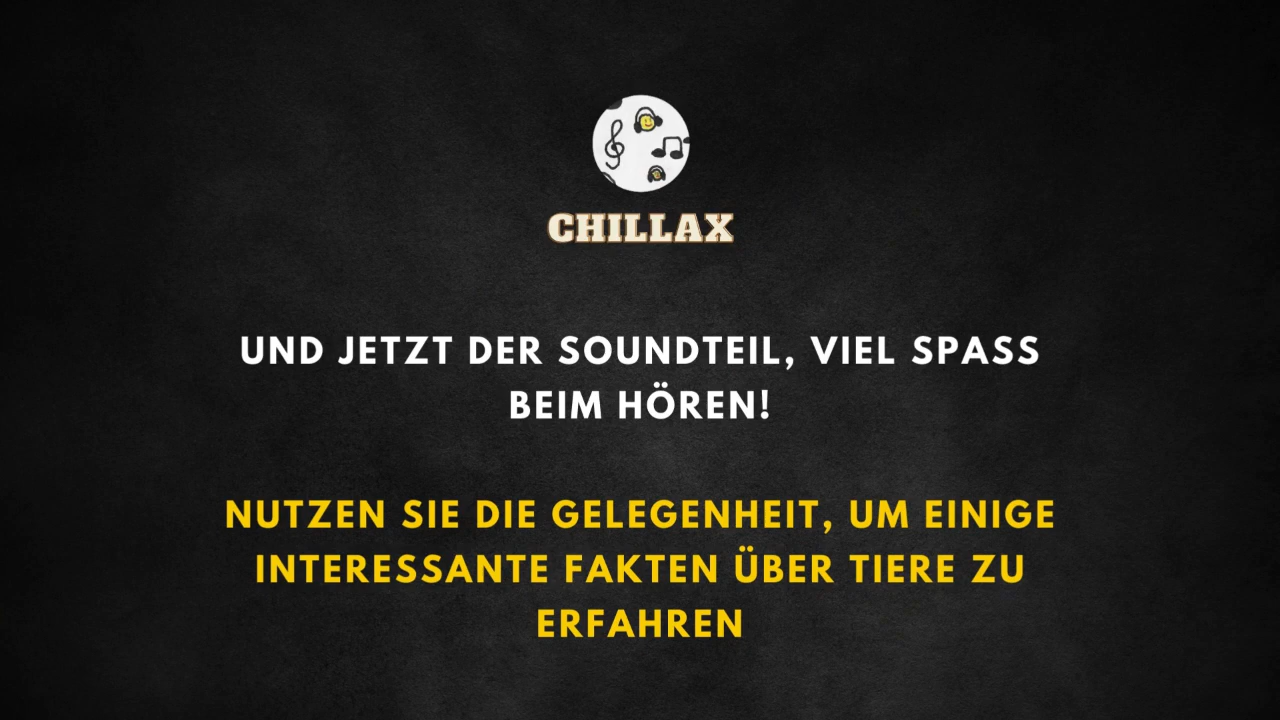 CHILLAX
UND JETZT DER SOUNDTEIL, VIEL SPASS
BEIM HÖREN!
NUTZEN SIE DIE GELEGENHEIT, UM EINIGE
INTERESSANTE FAKTEN ÜBER TIERE ZU
ERFAHREN